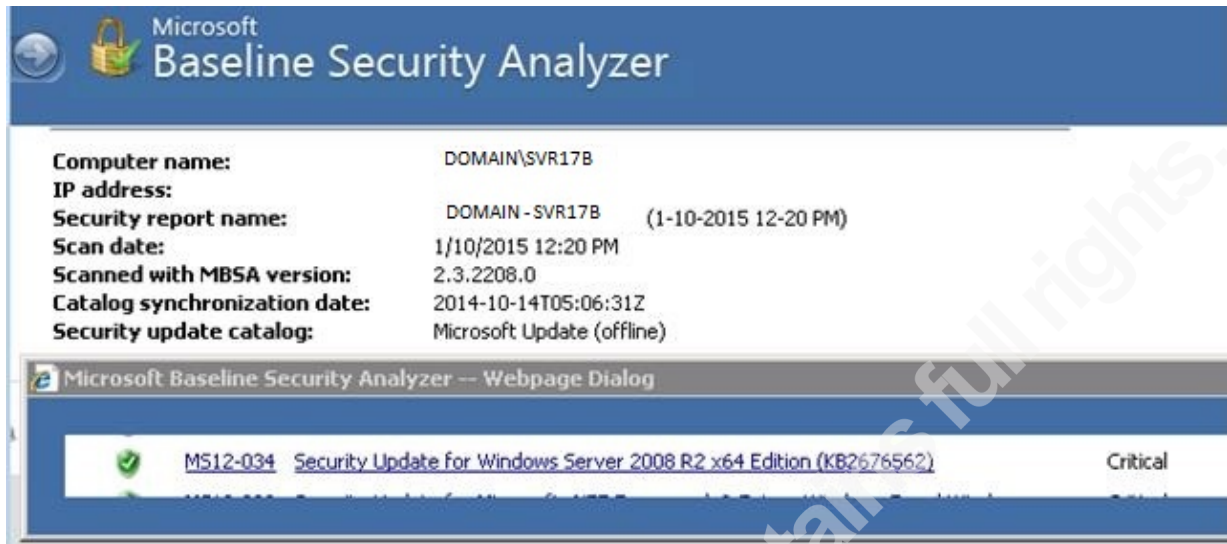 Microsoft
Baseline Security Analyzer
Computer name: DOMAIN\SVR17B
IP address:
Security report name: DOMAIN - SVR17B (1-10-2015 12-20 PM)
Scan date: 1/10/2015 12:20 PM
Scanned with MBSA version: 2.3.2208.0
Catalog synchronization date: 2014-10-14T05:06:31Z
Security update catalog: Microsoft Update (offline)
Microsoft Baseline Security Analyzer -- Webpage Dialog
MS12-034 Security Update for Windows Server 2008 R2 x64 Edition (KB2676562) Critical
full rights.